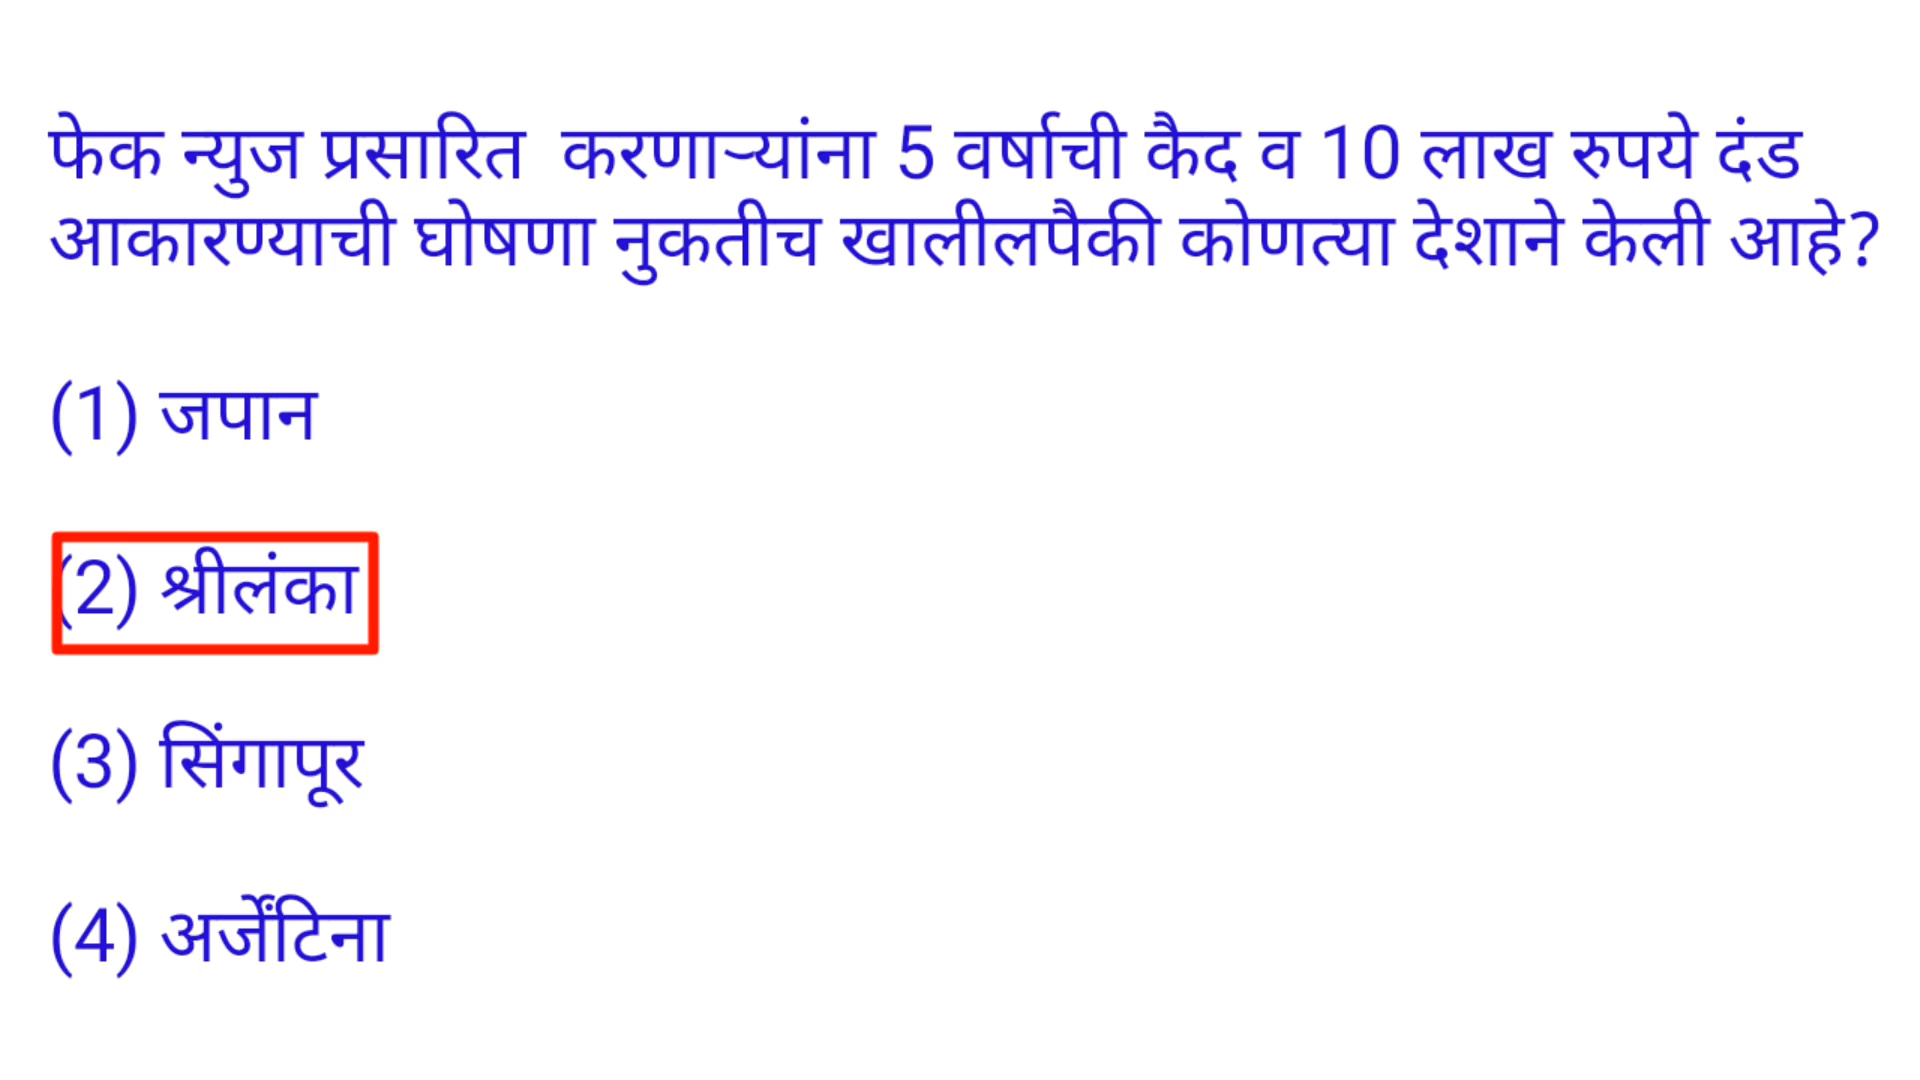 फेक न्युज प्रसारित करणाऱ्यांना 5 वर्षाची कैद व 10 लाख रुपये दंड
आकारण्याची घोषणा नुकतीच खालीलपैकी कोणत्या देशाने केली आहे?
(1) जपान
(2) श्रीलंका
(3) सिंगापूर
(4) अर्जेंटिना